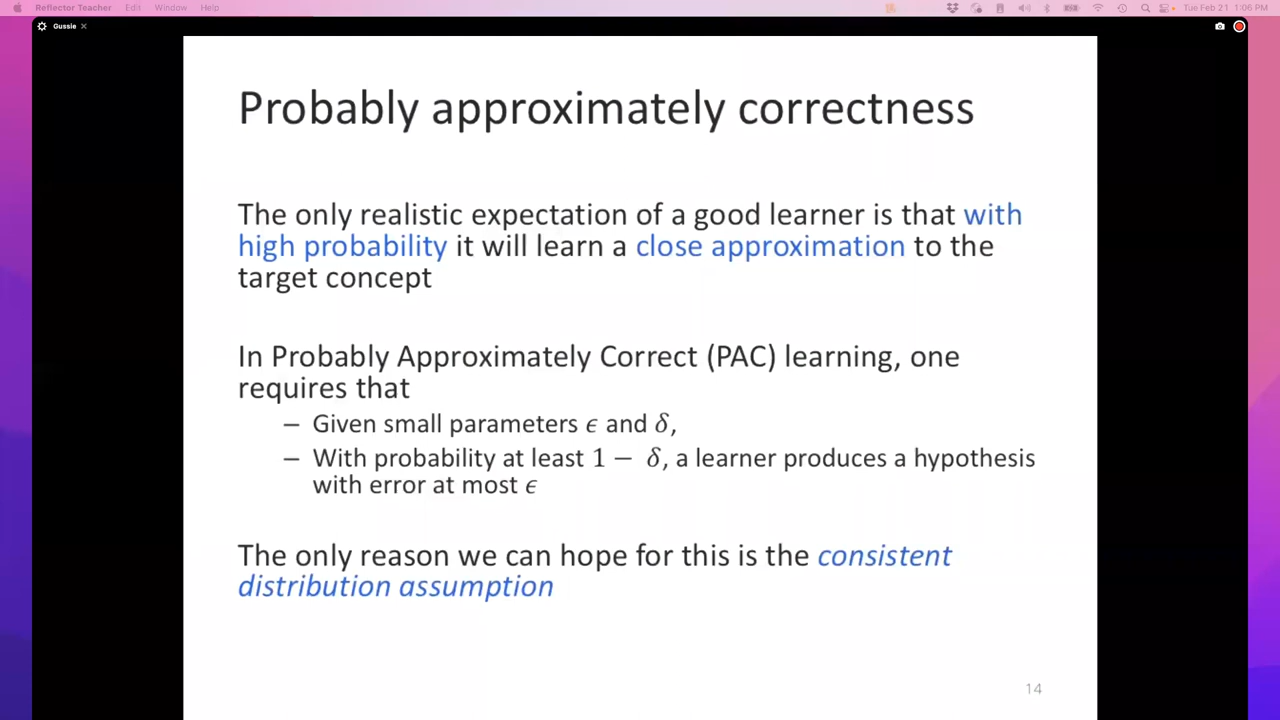 Reflector Teacher Edit Window Help Tue Feb 21 1:06 PM
Gussie
Probably approximately correctness
The only realistic expectation of a good learner is that with
high probability it will learn a close approximation to the
target concept
In Probably Approximately Correct (PAC) learning, one
requires that
– Given small parameters ϵ and δ,
– With probability at least 1 − δ, a learner produces a hypothesis
with error at most ϵ
The only reason we can hope for this is the consistent
distribution assumption
14